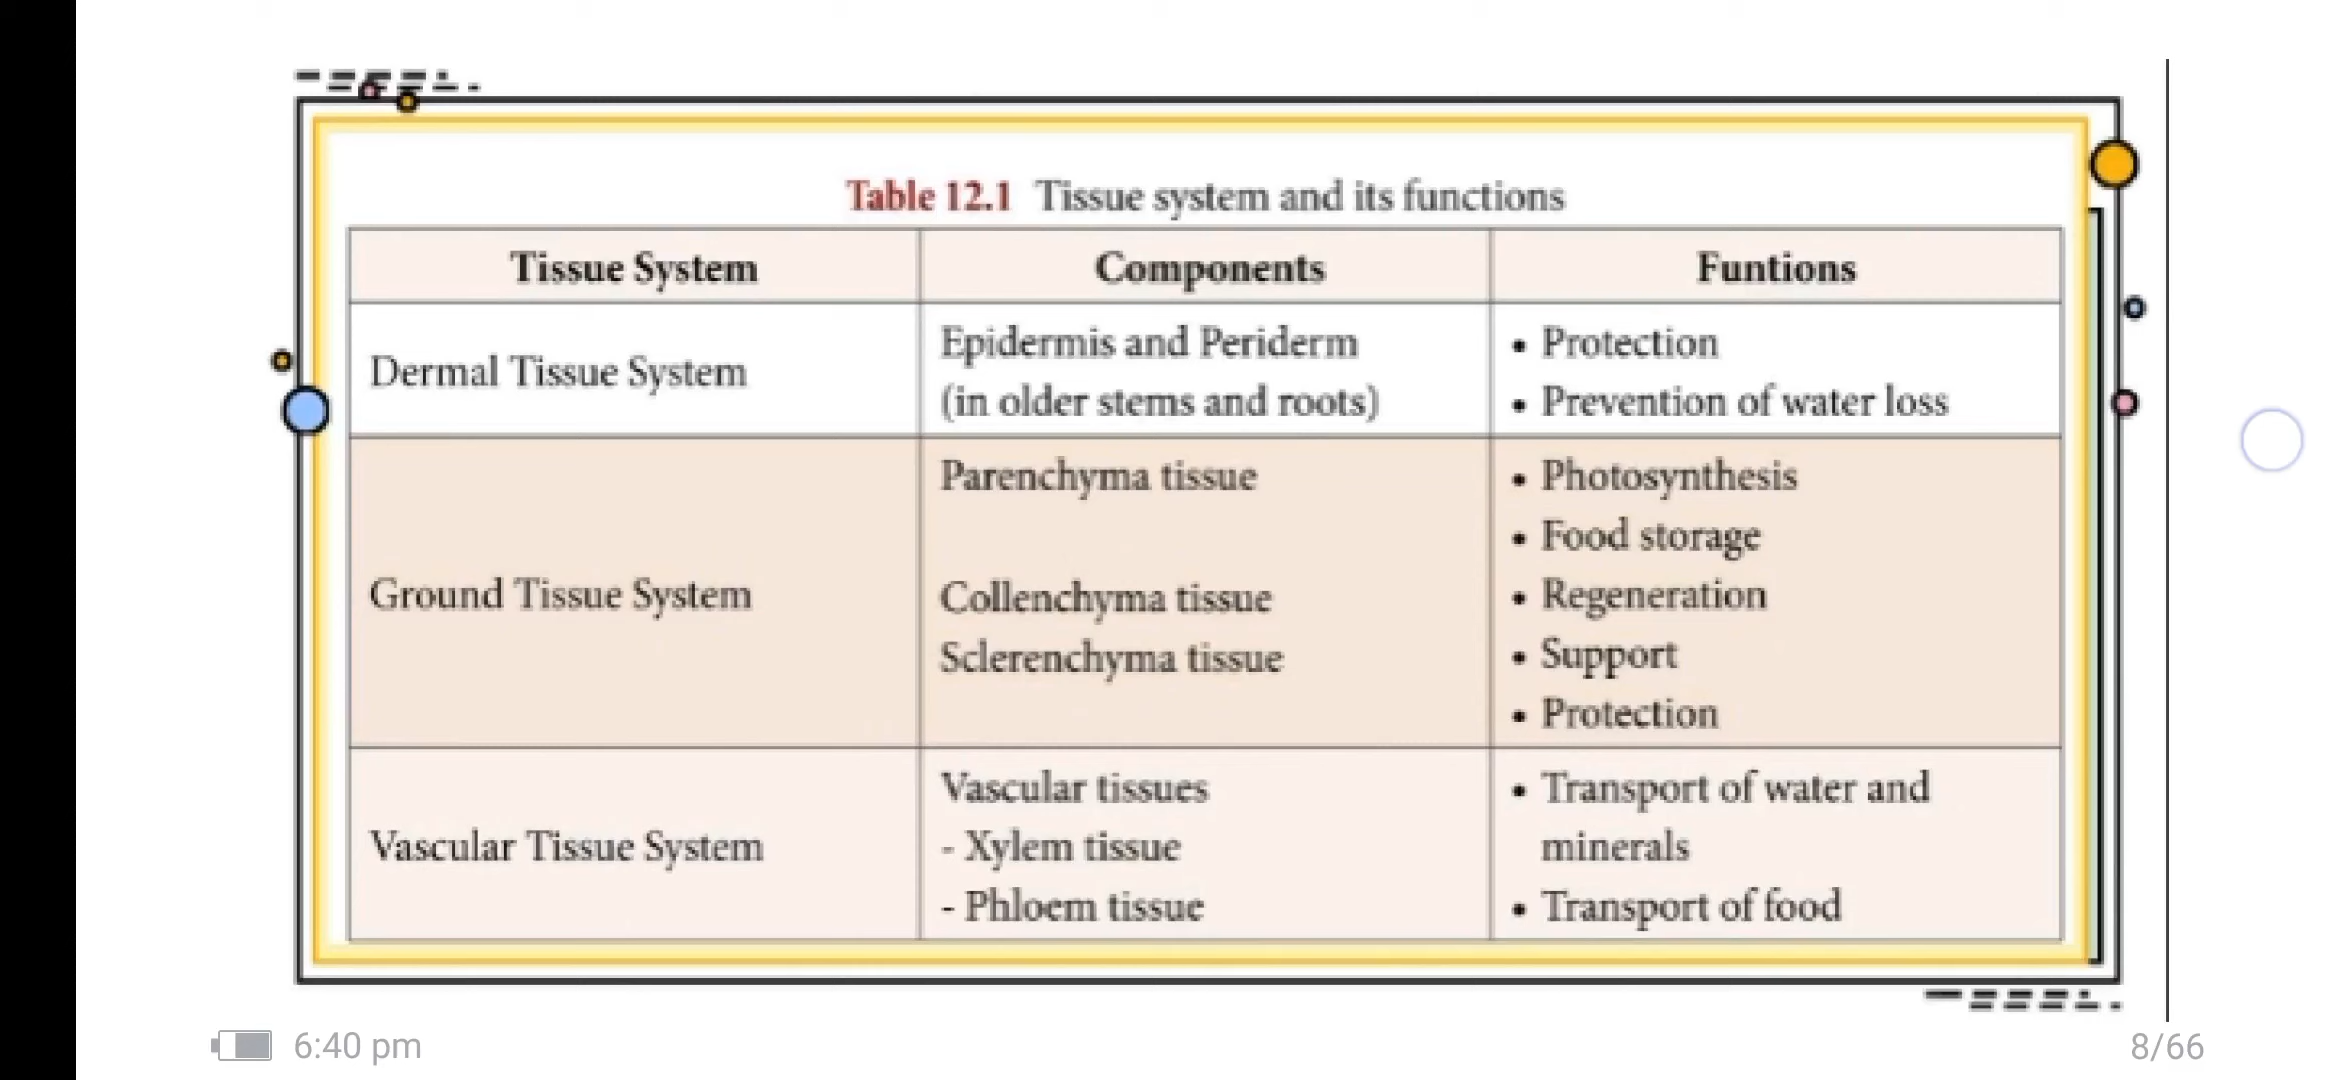 Table 12.1 Tissue system and its functions
Tissue System Components Funtions
Dermal Tissue System
Epidermis and Periderm
(in older stems and roots)
• Protection
• Prevention of water loss
Ground Tissue System
Parenchyma tissue
Collenchyma tissue
Sclerenchyma tissue
• Photosynthesis
• Food storage
• Regeneration
• Support
• Protection
Vascular Tissue System
Vascular tissues
- Xylem tissue
- Phloem tissue
• Transport of water and
minerals
• Transport of food
6:40 pm
8/66